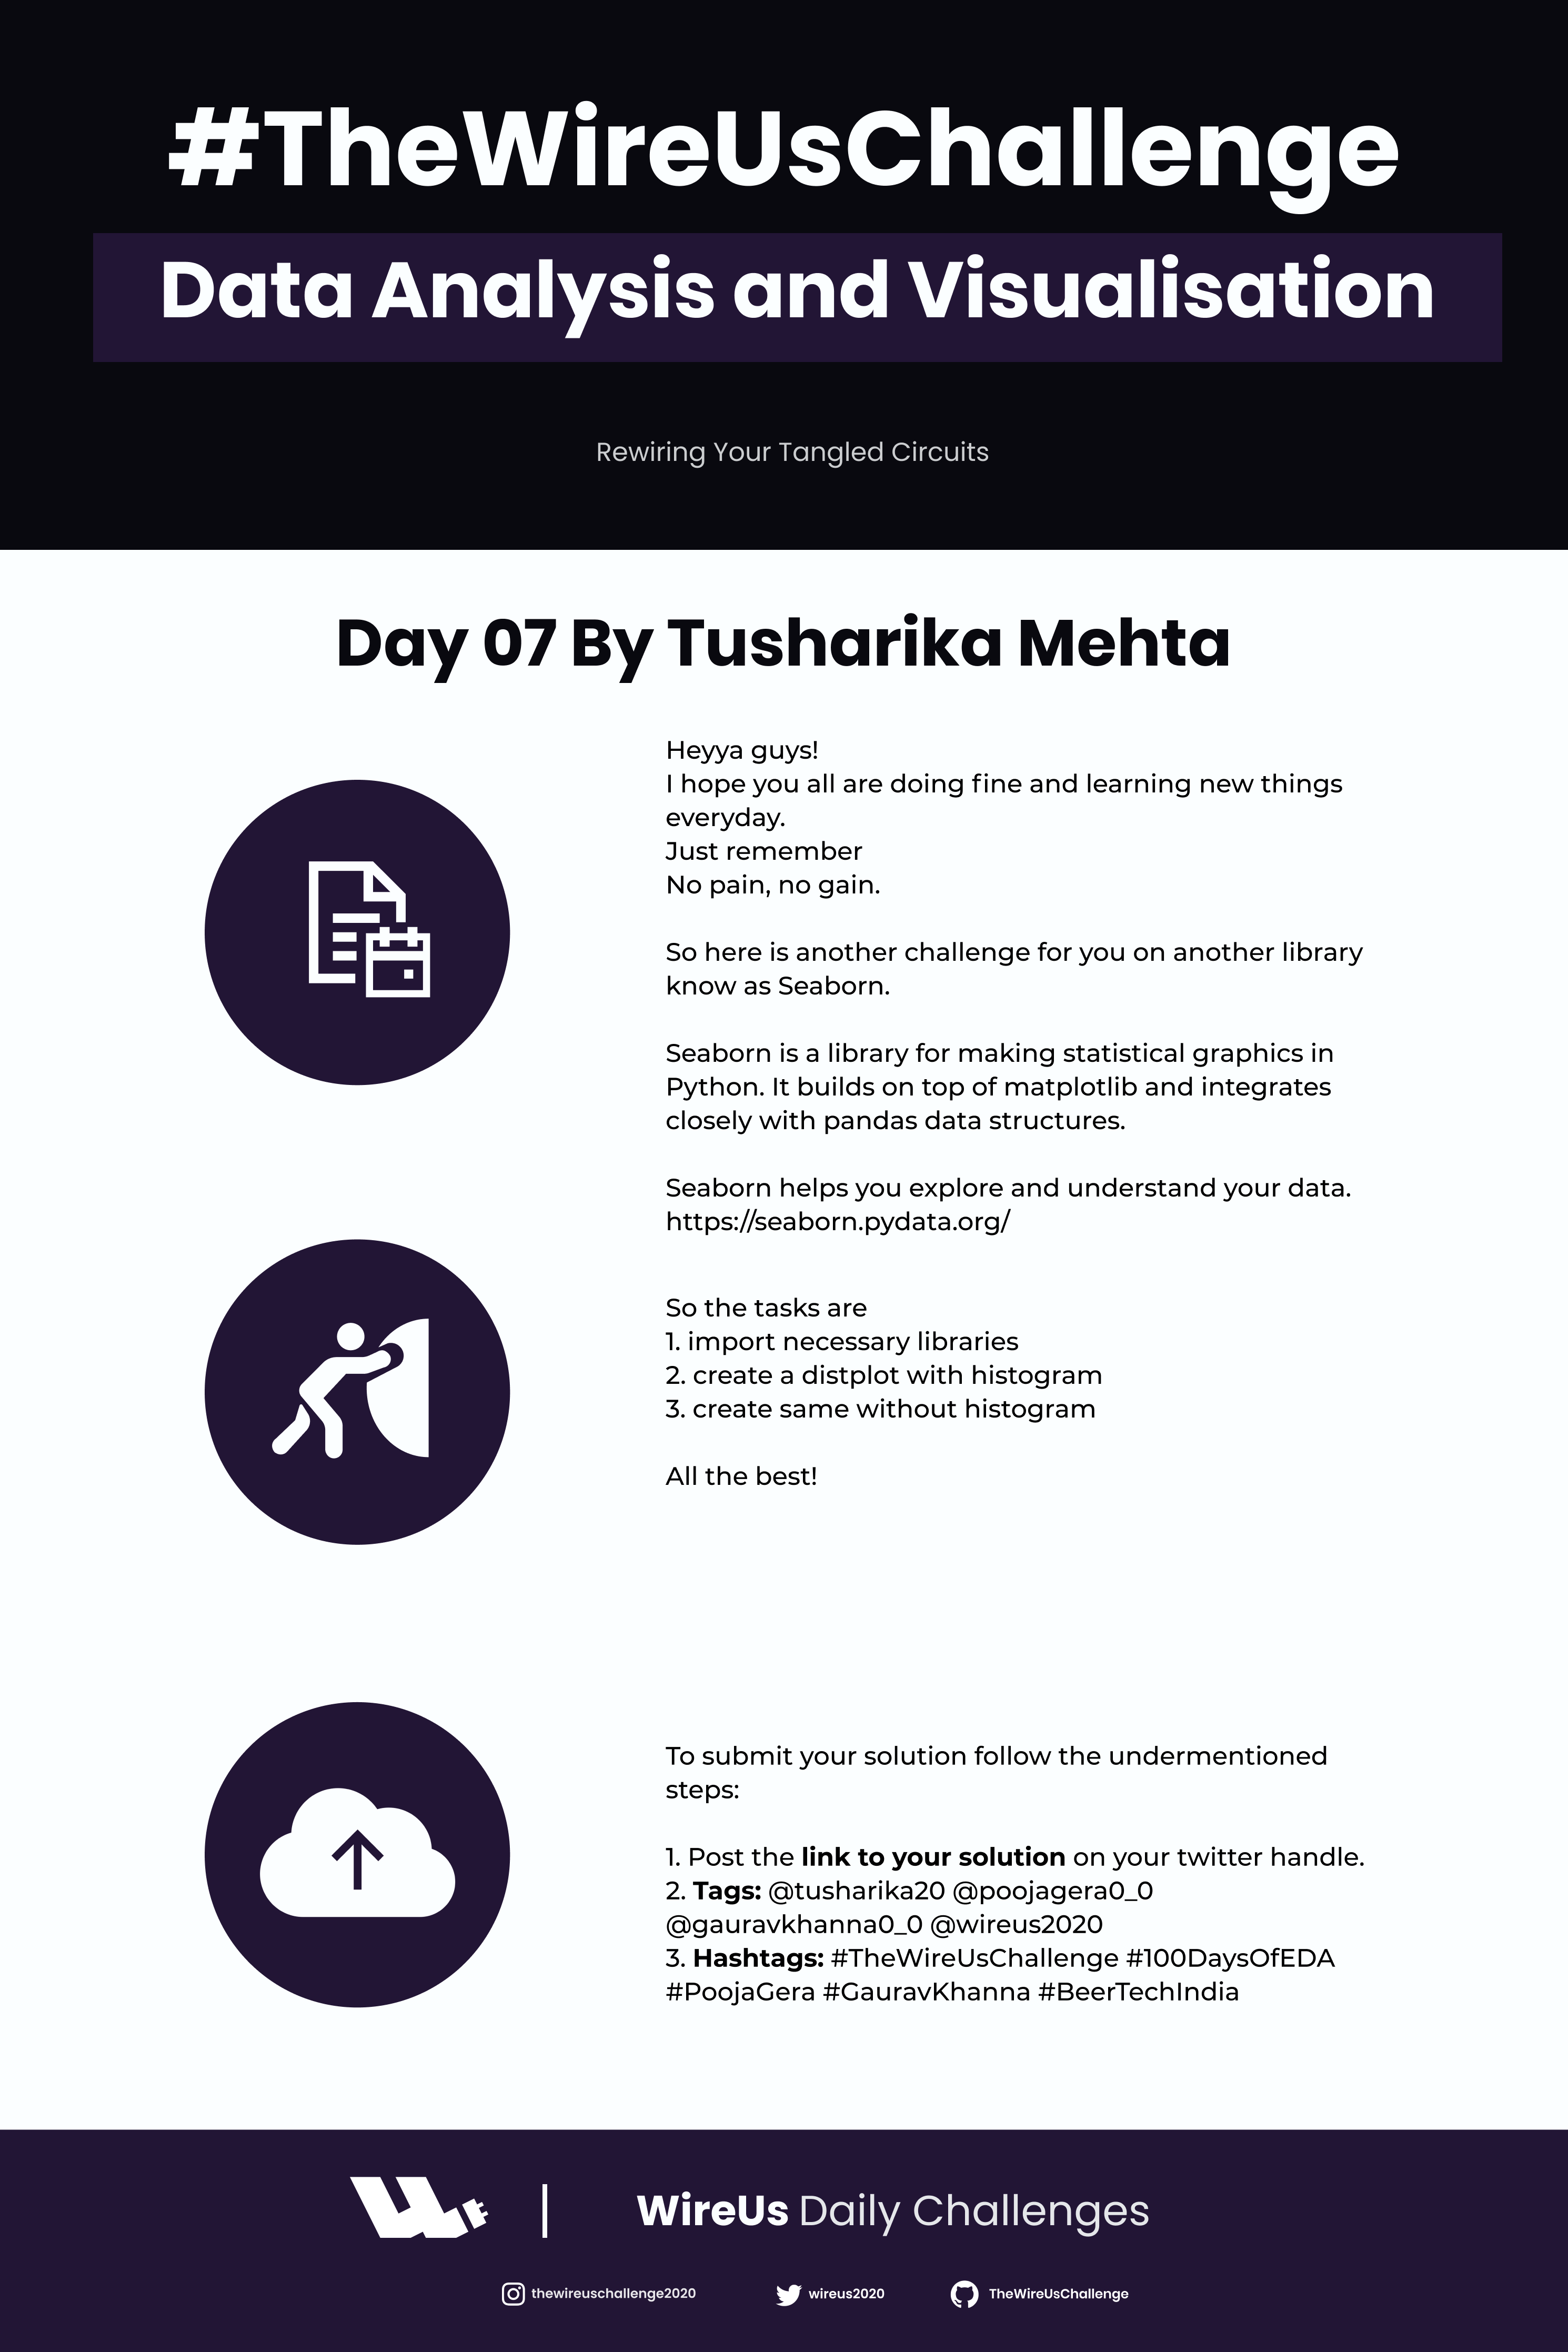 #TheWireUsChallenge
Data Analysis and Visualisation
Rewiring Your Tangled Circuits
Day 07 By Tusharika Mehta
Heyya guys!
I hope you all are doing fine and learning new things
everyday.
Just remember
No pain, no gain.
So here is another challenge for you on another library
know as Seaborn.
Seaborn is a library for making statistical graphics in
Python. It builds on top of matplotlib and integrates
closely with pandas data structures.
Seaborn helps you explore and understand your data.
https://seaborn.pydata.org/
So the tasks are
1. import necessary libraries
2. create a distplot with histogram
3. create same without histogram
All the best!
To submit your solution follow the undermentioned
steps:
1. Post the link to your solution on your twitter handle.
2. Tags: @tusharika20 @poojagera0_0
@gauravkhanna0_0 @wireus2020
3. Hashtags: #TheWireUsChallenge #100DaysOfEDA
#PoojaGera #GauravKhanna #BeerTechIndia
WireUs Daily Challenges
thewireuschallenge2020 wireus2020 TheWireUsChallenge